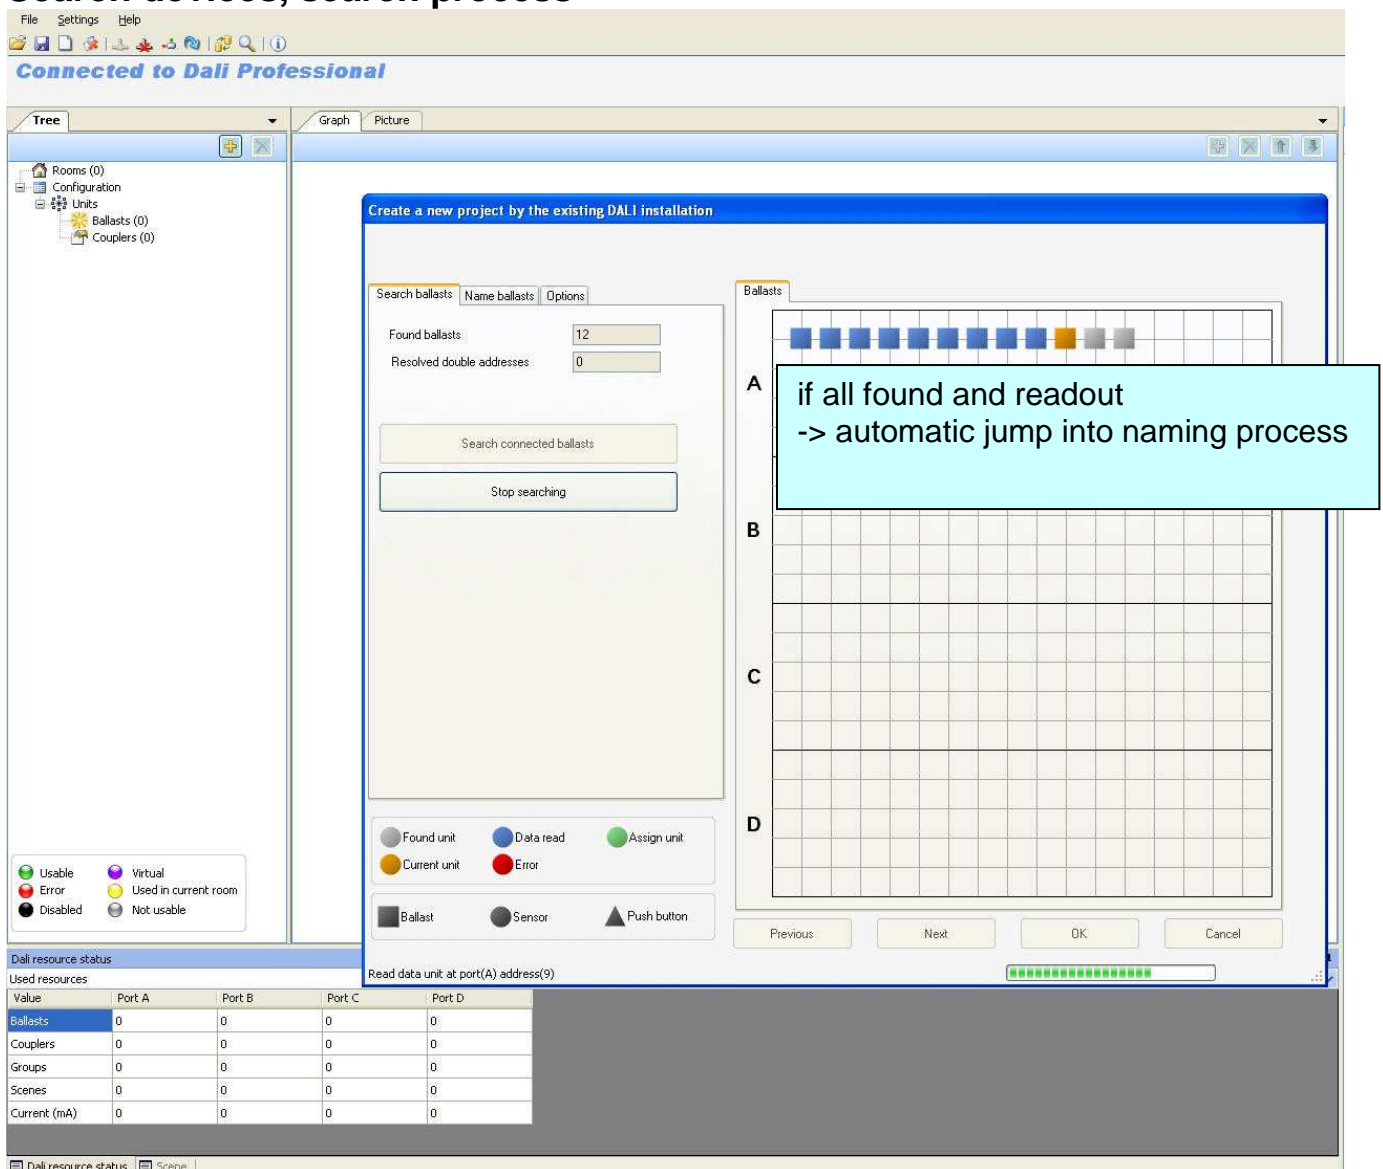 Search devices, search process
File Settings Help
Connected to Dali Professional
Tree
Graph Picture
Rooms (0)
Configuration
Units
Ballasts (0)
Couplers (0)
Create a new project by the existing DALI installation
Search ballasts Name ballasts Options
Ballasts
Found ballasts 12
Resolved double addresses 0
A
if all found and readout
-> automatic jump into naming process
Search connected ballasts
Stop searching
B
C
D
Found unit Data read Assign unit
Current unit Error
Ballast Sensor Push button
Usable Virtual
Error Used in current room
Disabled Not usable
Previous Next OK Cancel
Read data unit at port(A) address(9)
Dali resource status
Used resources
Value Port A Port B Port C Port D
Ballasts 0 0 0 0
Couplers 0 0 0 0
Groups 0 0 0 0
Scenes 0 0 0 0
Current (mA) 0 0 0 0
Dali resource status Scene